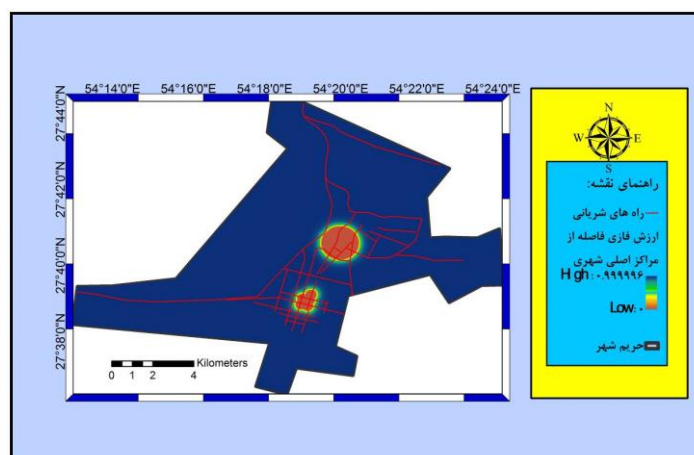 54°14'0"E 54°16'0"E 54°18'0"E 54°20'0"E 54°22'0"E 54°24'0"E
27°44'0"N
27°42'0"N
27°40'0"N
27°38'0"N
Kilometers
0 1 2 4
N
W E
S
راهنمای نقشه:
راه های شریانی
ارزش فازی فاصله از
مراکز اصلی شهری
High : ۰.۹۹۹۹۹۶
Low : ۰
حریم شهر